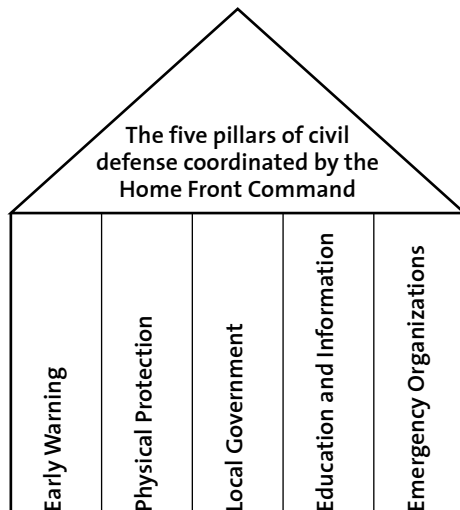 The five pillars of civil
defense coordinated by the
Home Front Command
Early Warning
Physical Protection
Local Government
Education and Information
Emergency Organizations